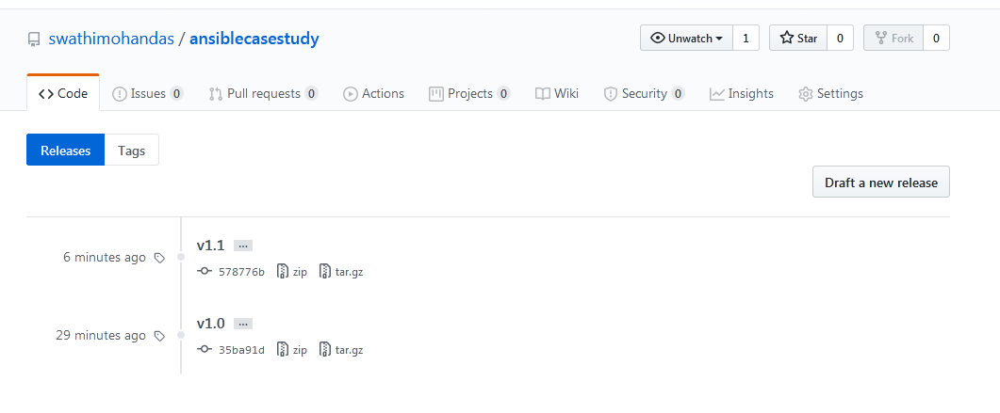 swathimohandas / ansiblecasestudy
Unwatch 1 Star 0 Fork 0
Code Issues 0 Pull requests 0 Actions Projects 0 Wiki Security 0 Insights Settings
Releases Tags
Draft a new release
v1.1 ...
6 minutes ago
578776b zip tar.gz
v1.0 ...
29 minutes ago
35ba91d zip tar.gz